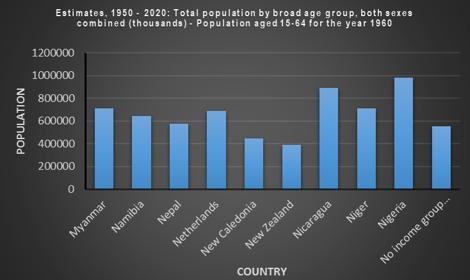 Estimates, 1950 - 2020: Total population by broad age group, both sexes
combined (thousands) - Population aged 15-64 for the year 1960
1200000
1000000
800000
600000
400000
200000
0
POPULATION
Myanmar
Namibia
Nepal
Netherlands
New Caledonia
New Zealand
Nicaragua
Niger
Nigeria
No income group...
COUNTRY